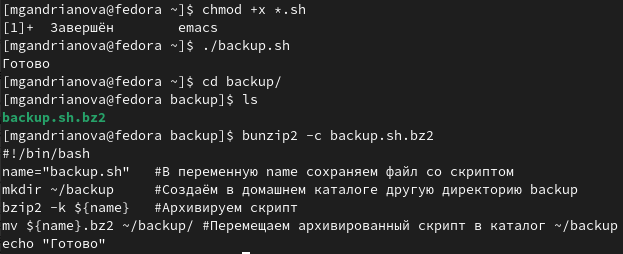 [mgandrianova@fedora ~]$ chmod +x *.sh
[1]+  Завершён        emacs
[mgandrianova@fedora ~]$ ./backup.sh
Готово
[mgandrianova@fedora ~]$ cd backup/
[mgandrianova@fedora backup]$ ls
backup.sh.bz2
[mgandrianova@fedora backup]$ bunzip2 -c backup.sh.bz2
#!/bin/bash
name="backup.sh"   #В переменную name сохраняем файл со скриптом
mkdir ~/backup     #Создаём в домашнем каталоге другую директорию backup
bzip2 -k ${name}   #Архивируем скрипт
mv ${name}.bz2 ~/backup/ #Перемещаем архивированный скрипт в каталог ~/backup
echo "Готово"